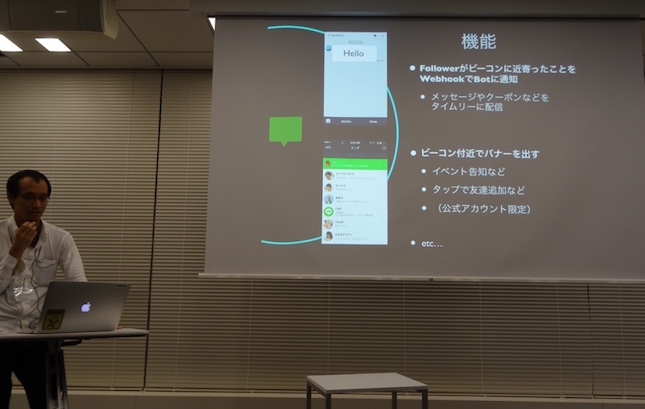 機能
Hello
● Followerがビーコンに近寄ったことを
WebhookでBotに通知
● メッセージやクーポンなどを
タイムリーに配信
● ビーコン付近でバナーを出す
● イベント告知など
● タップで友達追加など
● （公式アカウント限定）
● etc...